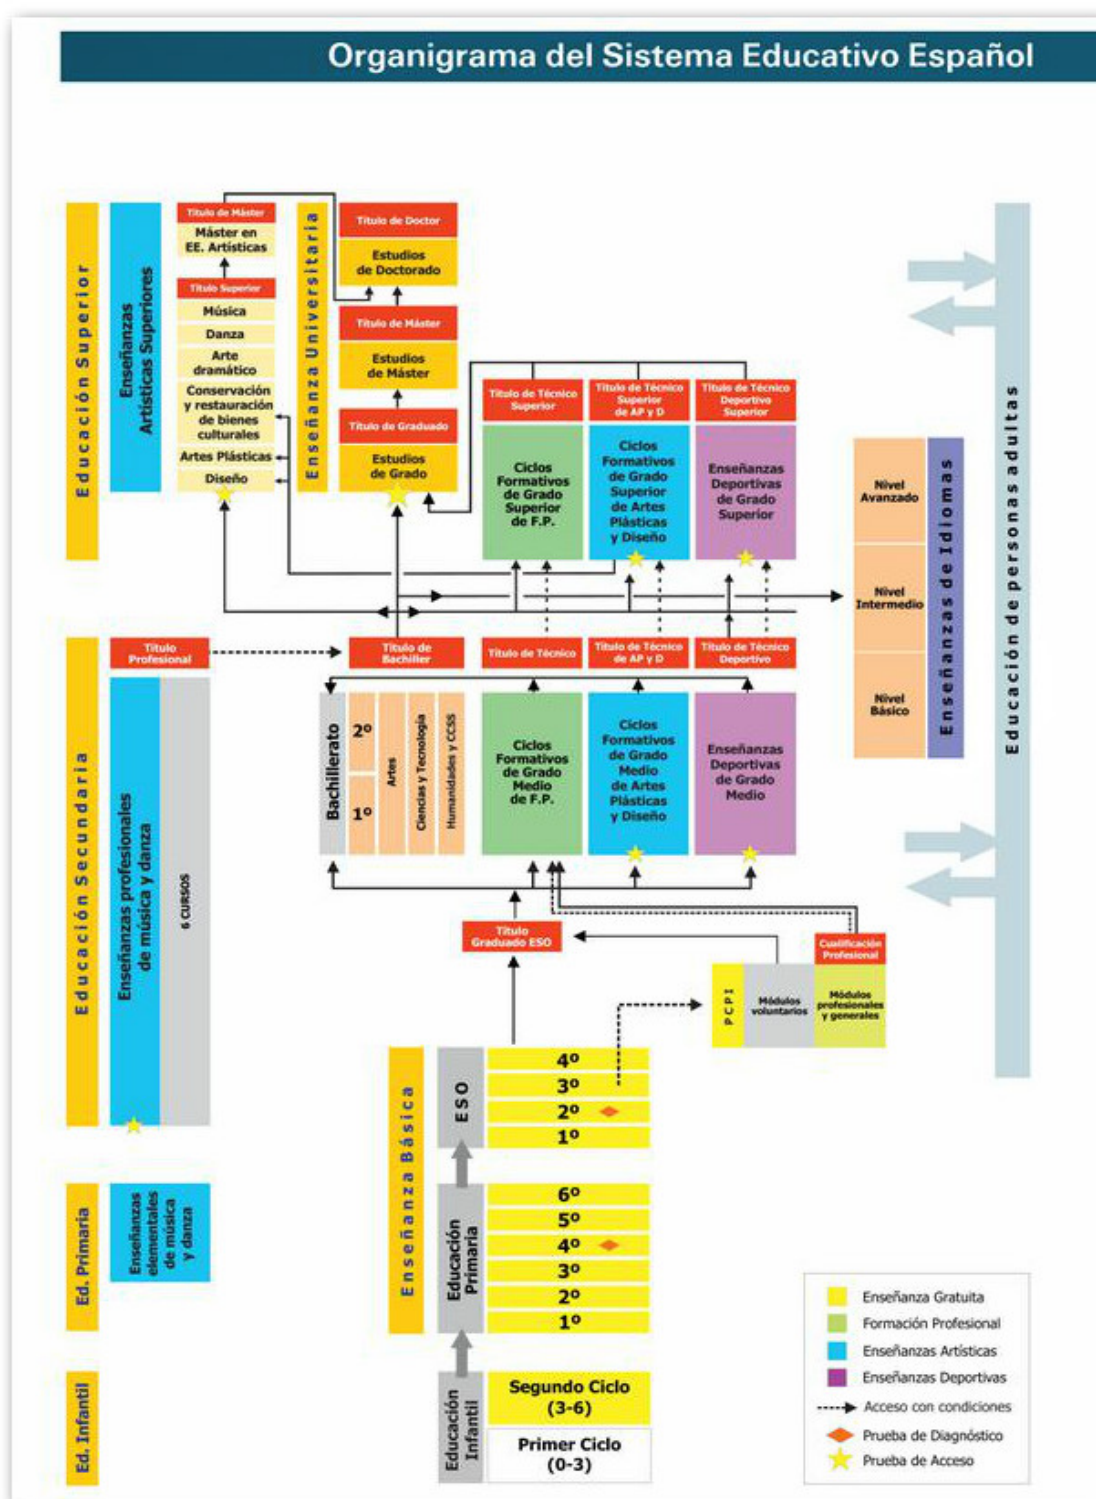 Organigrama del Sistema Educativo Español
Educación Superior
Enseñanzas
Artísticas Superiores
Título de Máster
Máster en
EE. Artísticas
Título Superior
Música
Danza
Arte
dramático
Conservación
y restauración
de bienes
culturales
Artes Plásticas
Diseño
Enseñanza Universitaria
Título de Doctor
Estudios
de Doctorado
Título de Máster
Estudios
de Máster
Título de Graduado
Estudios
de Grado
Título de Técnico
Superior
Ciclos
Formativos
de Grado
Superior
de F.P.
Título de Técnico
Superior
de AP y D
Ciclos
Formativos
de Grado
Superior
de Artes
Plásticas
y Diseño
Título de Técnico
Deportivo
Superior
Enseñanzas
Deportivas
de Grado
Superior
Nivel
Avanzado
Nivel
Intermedio
Nivel
Básico
Enseñanzas de Idiomas
Educación de personas adultas
Educación Secundaria
Título
Profesional
Enseñanzas profesionales
de música y danza
6 CURSOS
Título de
Bachiller
Bachillerato
2º
1º
Artes
Ciencias y Tecnología
Humanidades y CCSS
Título de Técnico
Ciclos
Formativos
de Grado
Medio
de F.P.
Título de Técnico
de AP y D
Ciclos
Formativos
de Grado
Medio
de Artes
Plásticas
y Diseño
Título de Técnico
Deportivo
Enseñanzas
Deportivas
de Grado
Medio
Título
Graduado ESO
Cualificación
Profesional
PCPI
Módulos
voluntarios
Módulos
profesionales
y generales
Enseñanza Básica
ESO
4º
3º
2º
1º
Ed. Primaria
Enseñanzas
elementales
de música
y danza
Educación
Primaria
6º
5º
4º
3º
2º
1º
Ed. Infantil
Educación
Infantil
Segundo Ciclo
(3-6)
Primer Ciclo
(0-3)
Enseñanza Gratuita
Formación Profesional
Enseñanzas Artísticas
Enseñanzas Deportivas
Acceso con condiciones
Prueba de Diagnóstico
Prueba de Acceso